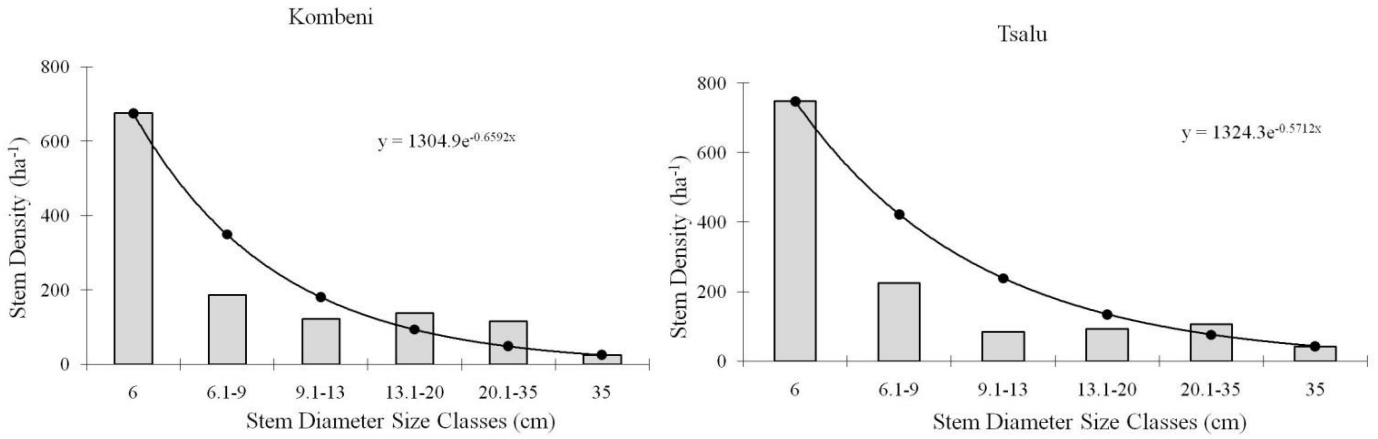 Kombeni
Stem Density (ha-1)
800
600
400
200
0
y = 1304.9e-0.6592x
6 6.1-9 9.1-13 13.1-20 20.1-35 35
Stem Diameter Size Classes (cm)
Tsalu
Stem Density (ha-1)
800
600
400
200
0
y = 1324.3e-0.5712x
6 6.1-9 9.1-13 13.1-20 20.1-35 35
Stem Diameter Size Classes (cm)